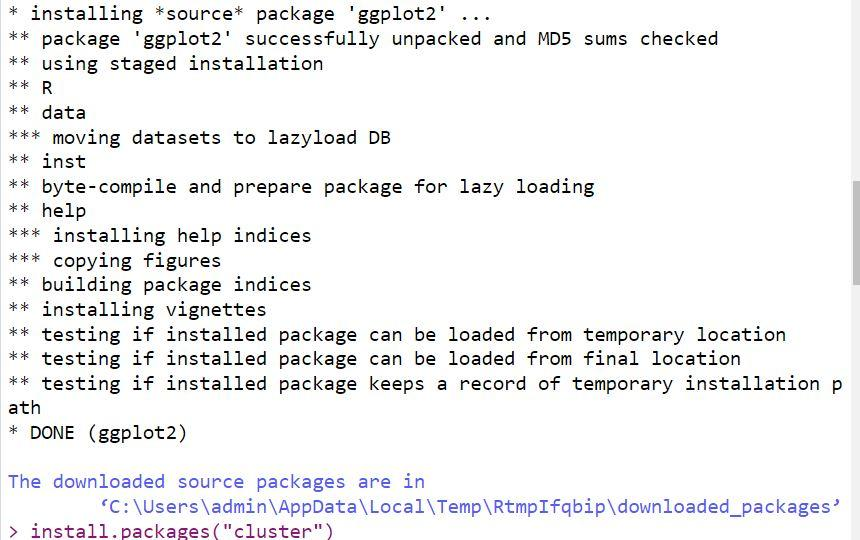 * installing *source* package 'ggplot2' ...
** package 'ggplot2' successfully unpacked and MD5 sums checked
** using staged installation
** R
** data
*** moving datasets to lazyload DB
** inst
** byte-compile and prepare package for lazy loading
** help
*** installing help indices
*** copying figures
** building package indices
** installing vignettes
** testing if installed package can be loaded from temporary location
** testing if installed package can be loaded from final location
** testing if installed package keeps a record of temporary installation p
ath
* DONE (ggplot2)
The downloaded source packages are in
‘C:\Users\admin\AppData\Local\Temp\RtmpIfqbip\downloaded_packages’
> install.packages("cluster")